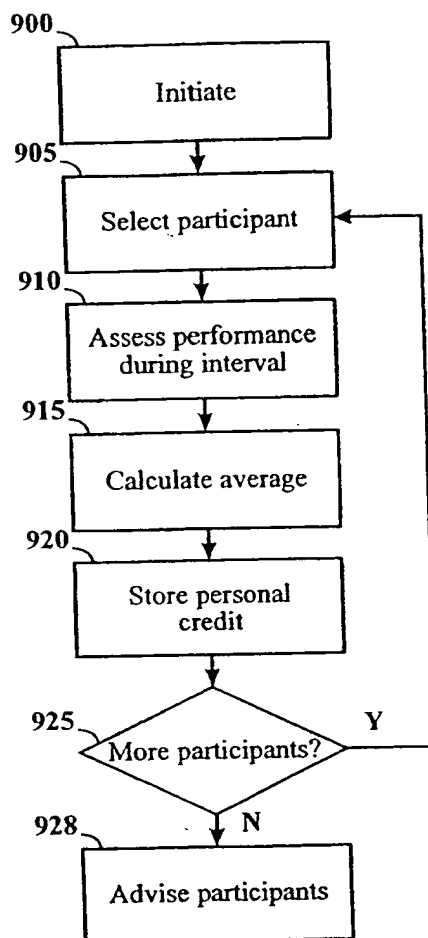 900
Initiate
905
Select participant
910
Assess performance
during interval
915
Calculate average
920
Store personal
credit
925
More participants?
Y
N
928
Advise participants